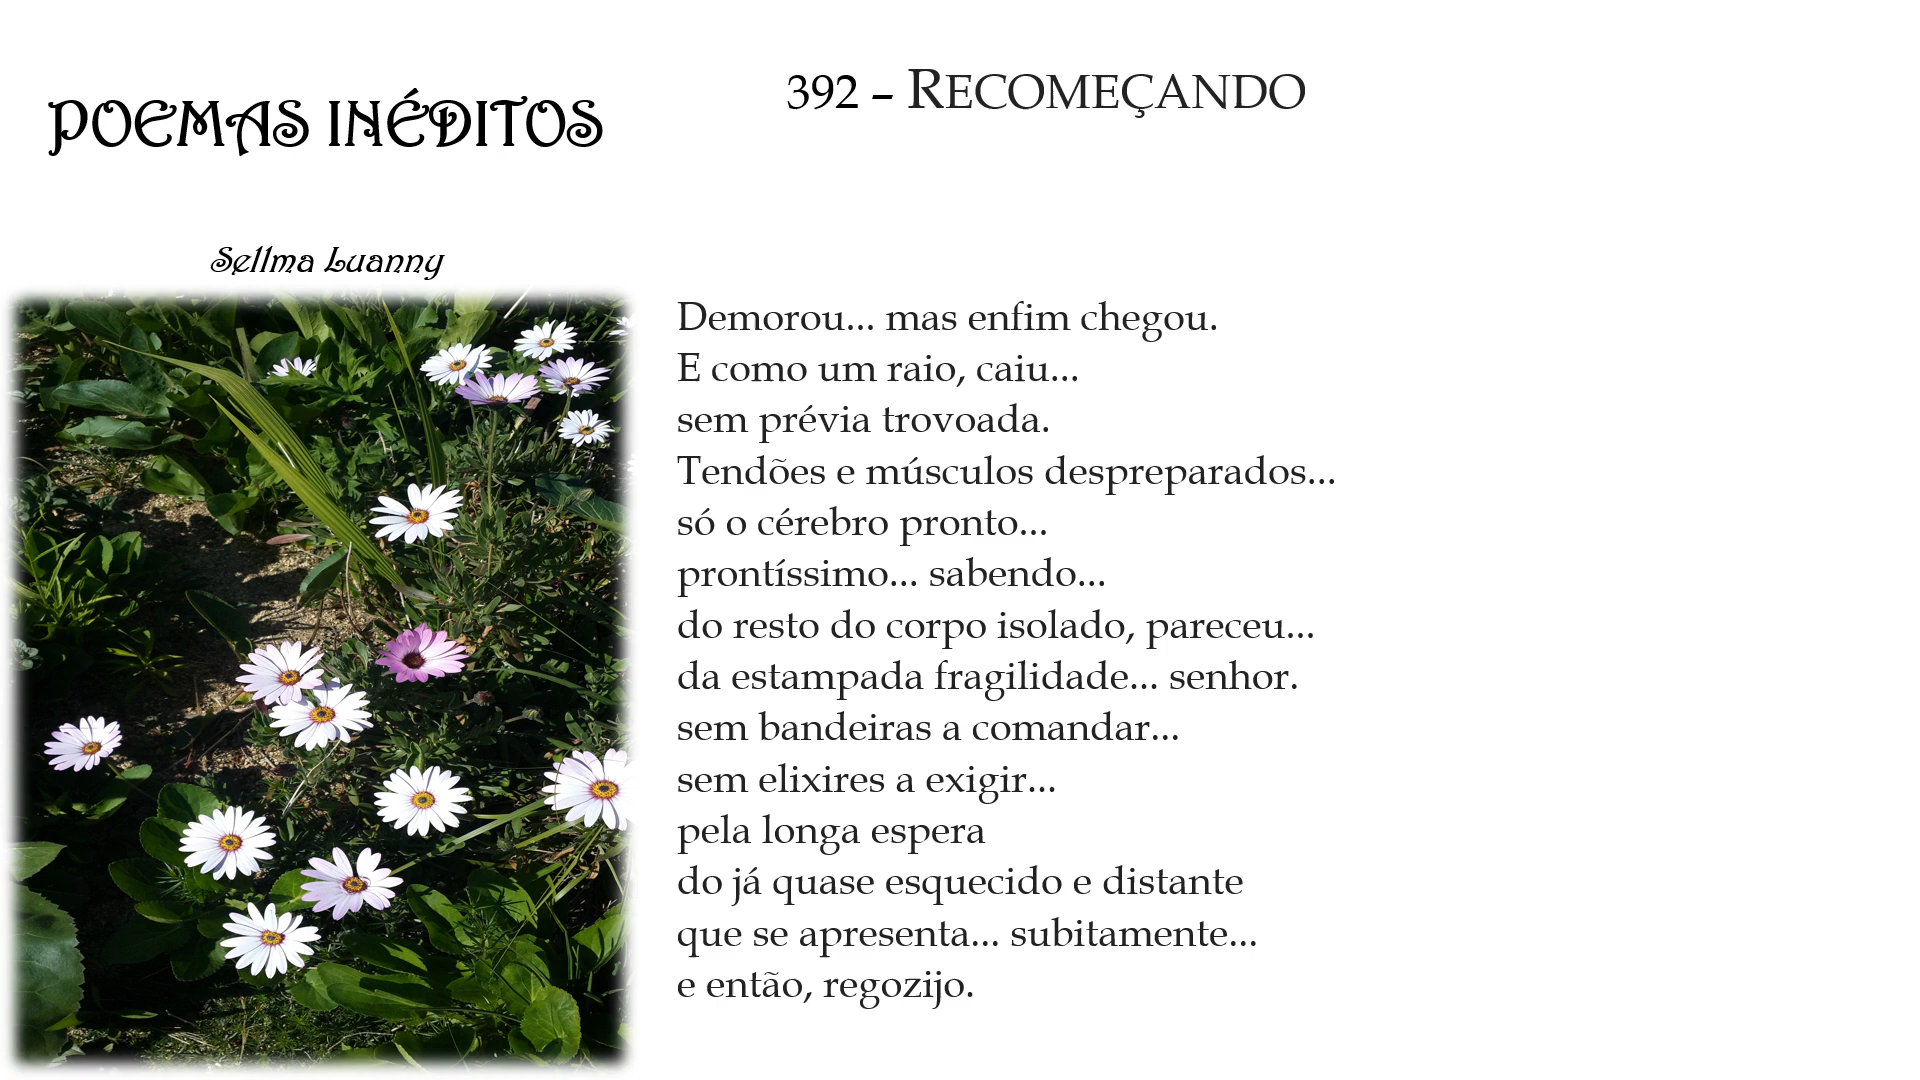 POEMAS INÉDITOS
Sellma Luanny
392 – RECOMEÇANDO
Demorou... mas enfim chegou.
E como um raio, caiu...
sem prévia trovoada.
Tendões e músculos despreparados...
só o cérebro pronto...
prontíssimo... sabendo...
do resto do corpo isolado, pareceu...
da estampada fragilidade... senhor.
sem bandeiras a comandar...
sem elixires a exigir...
pela longa espera
do já quase esquecido e distante
que se apresenta... subitamente...
e então, regozijo.